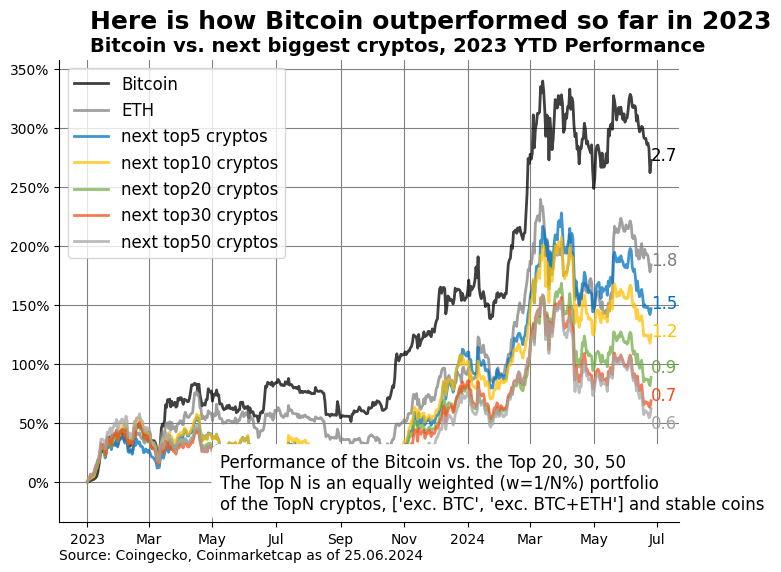 Here is how Bitcoin outperformed so far in 2023
Bitcoin vs. next biggest cryptos, 2023 YTD Performance
350%
300%
250%
200%
150%
100%
50%
0%
Bitcoin
ETH
next top5 cryptos
next top10 cryptos
next top20 cryptos
next top30 cryptos
next top50 cryptos
2.7
1.8
1.5
1.2
0.9
0.7
0.6
Performance of the Bitcoin vs. the Top 20, 30, 50
The Top N is an equally weighted (w=1/N%) portfolio
of the TopN cryptos, ['exc. BTC', 'exc. BTC+ETH'] and stable coins
2023 Mar May Jul Sep Nov 2024 Mar May Jul
Source: Coingecko, Coinmarketcap as of 25.06.2024